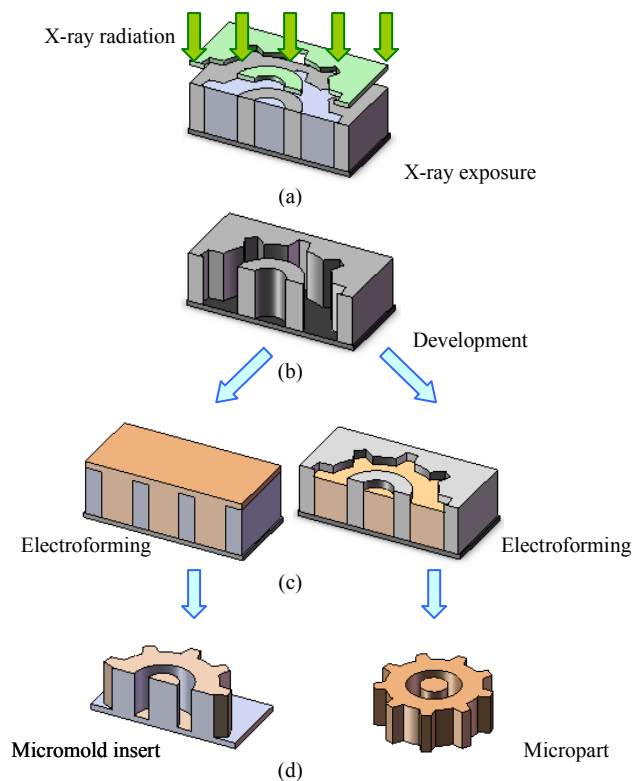 X-ray radiation
X-ray exposure
(a)
Development
(b)
Electroforming
Electroforming
(c)
Micromold insert
Micropart
(d)